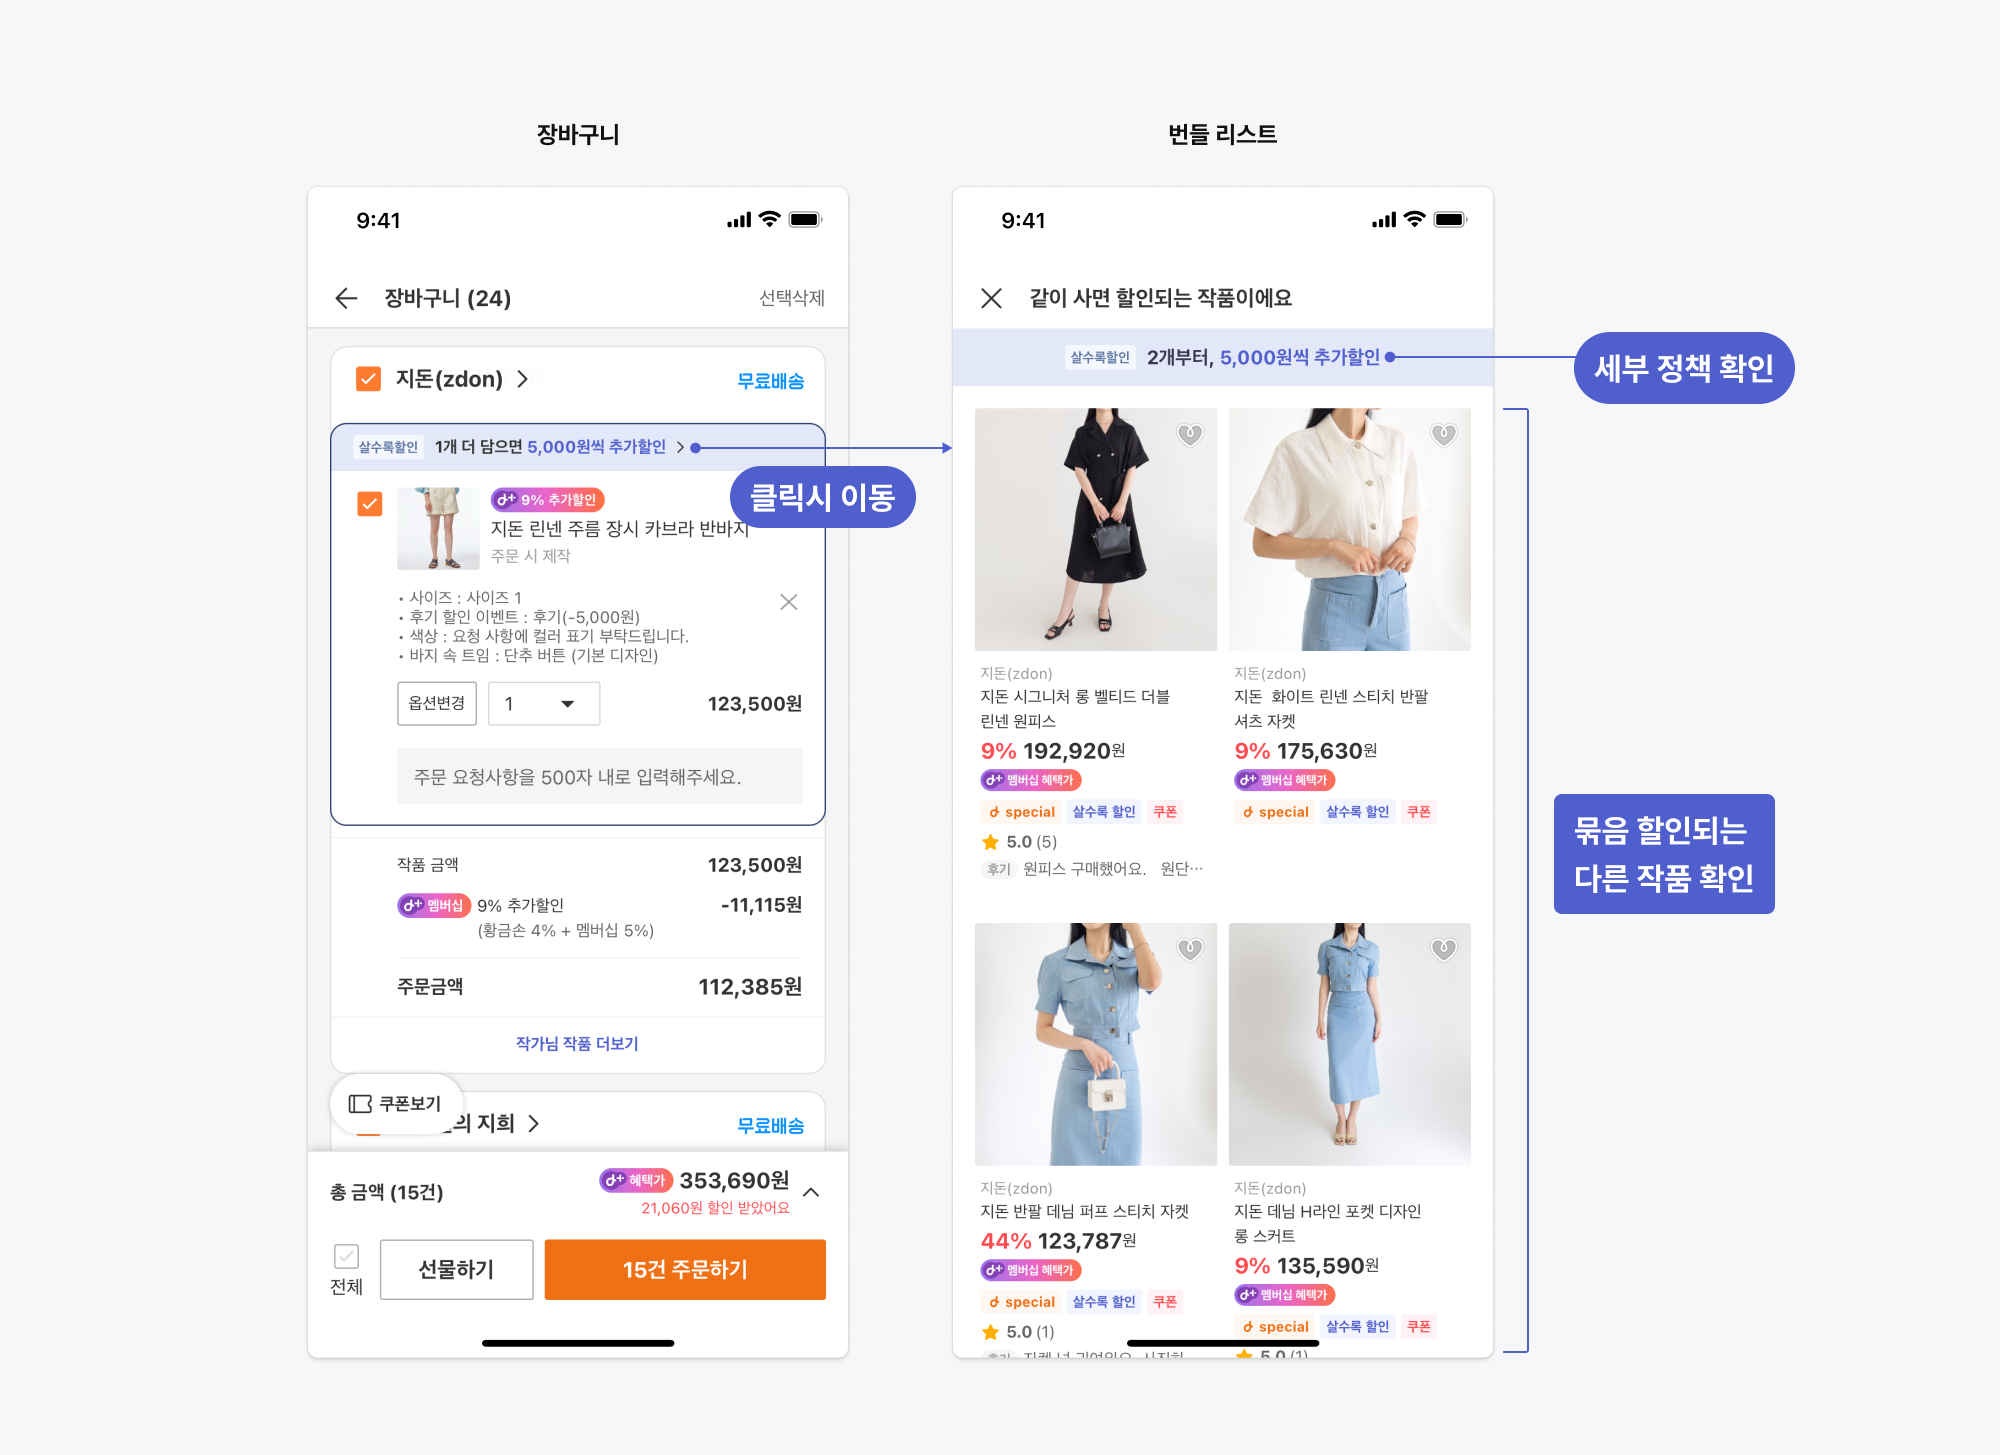 장바구니
9:41
장바구니 (24)
선택삭제
지돈(zdon)
무료배송
살수록할인 1개 더 담으면 5,000원씩 추가할인
클릭시 이동
9% 추가할인
지돈 린넨 주름 장시 카브라 반바지
주문 시 제작
• 사이즈 : 사이즈 1
• 후기 할인 이벤트 : 후기(-5,000원)
• 색상 : 요청 사항에 컬러 표기 부탁드립니다.
• 바지 속 트임 : 단추 버튼 (기본 디자인)
옵션변경 1 123,500원
주문 요청사항을 500자 내로 입력해주세요.
작품 금액 123,500원
멤버십 9% 추가할인 -11,115원
(황금손 4% + 멤버십 5%)
주문금액 112,385원
작가님 작품 더보기
쿠폰보기
의 지희
무료배송
총 금액 (15건)
혜택가 353,690원
21,060원 할인 받았어요
전체
선물하기
15건 주문하기
번들 리스트
9:41
같이 사면 할인되는 작품이에요
살수록할인 2개부터, 5,000원씩 추가할인
세부 정책 확인
지돈(zdon)
지돈 시그니처 롱 벨티드 더블
린넨 원피스
9% 192,920원
멤버십 혜택가
special 살수록 할인 쿠폰
5.0 (5)
후기 원피스 구매했어요. 원단…
지돈(zdon)
지돈 화이트 린넨 스티치 반팔
셔츠 자켓
9% 175,630원
멤버십 혜택가
special 살수록 할인 쿠폰
묶음 할인되는
다른 작품 확인
지돈(zdon)
지돈 반팔 데님 퍼프 스티치 자켓
44% 123,787원
멤버십 혜택가
special 살수록 할인 쿠폰
5.0 (1)
지돈(zdon)
지돈 데님 H라인 포켓 디자인
롱 스커트
9% 135,590원
멤버십 혜택가
special 살수록 할인 쿠폰
5.0 (1)